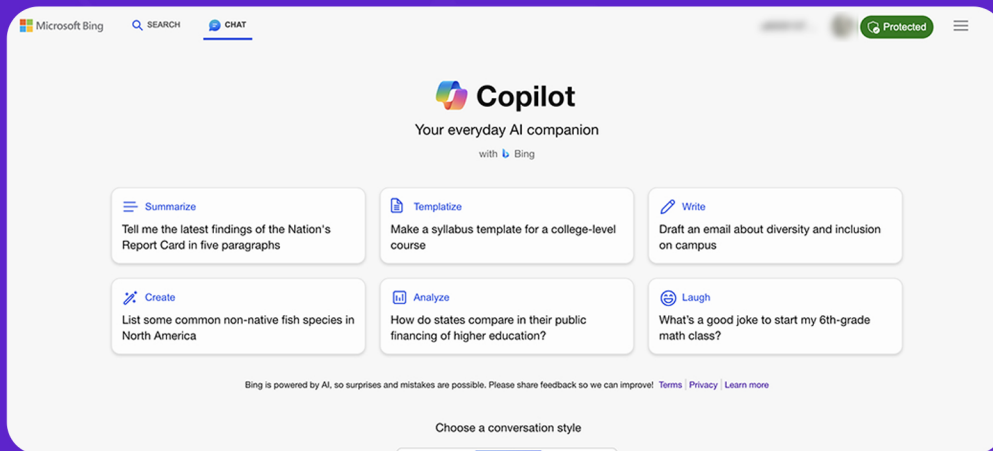 Microsoft Bing
SEARCH
CHAT
Protected
Copilot
Your everyday AI companion
with Bing
Summarize
Tell me the latest findings of the Nation's
Report Card in five paragraphs
Templatize
Make a syllabus template for a college-level
course
Write
Draft an email about diversity and inclusion
on campus
Create
List some common non-native fish species in
North America
Analyze
How do states compare in their public
financing of higher education?
Laugh
What's a good joke to start my 6th-grade
math class?
Bing is powered by AI, so surprises and mistakes are possible. Please share feedback so we can improve! Terms | Privacy | Learn more
Choose a conversation style